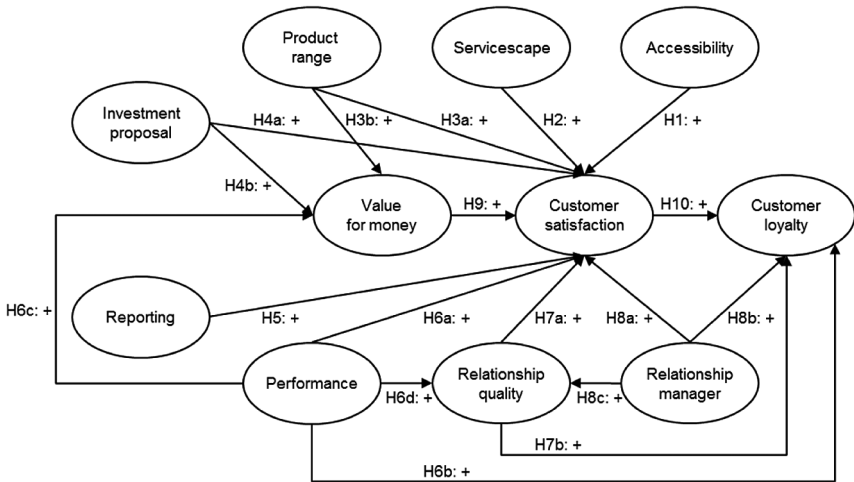 Product
range
Servicescape
Accessibility
Investment
proposal
H4a: +
H3b: +
H3a: +
H2: +
H1: +
H4b: +
Value
for money
H9: +
Customer
satisfaction
H10: +
Customer
loyalty
H6c: +
Reporting
H5: +
H6a: +
H7a: +
H8a: +
H8b: +
Performance
H6d: +
Relationship
quality
H8c: +
Relationship
manager
H7b: +
H6b: +